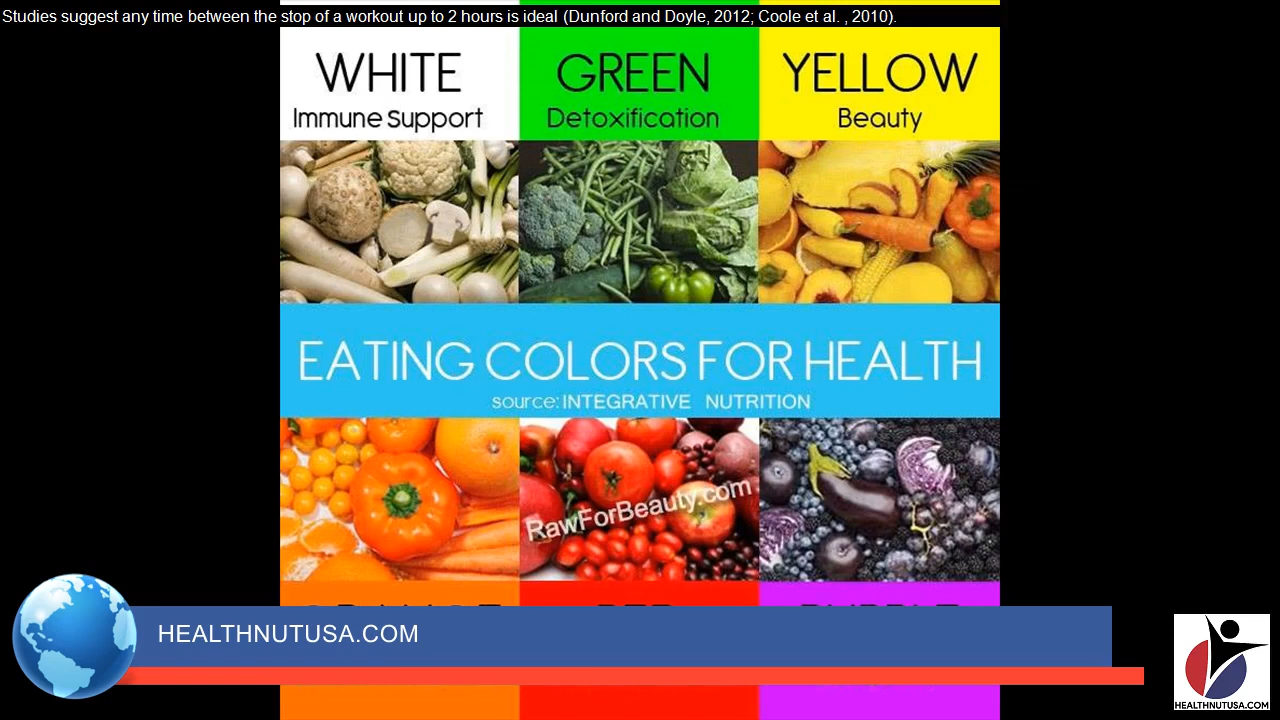 Studies suggest any time between the stop of a workout up to 2 hours is ideal (Dunford and Doyle, 2012; Coole et al. , 2010).
WHITE
Immune Support
GREEN
Detoxification
YELLOW
Beauty
EATING COLORS FOR HEALTH
source: INTEGRATIVE NUTRITION
RawForBeauty.com
HEALTHNUTUSA.COM
HEALTHNUTUSA.COM